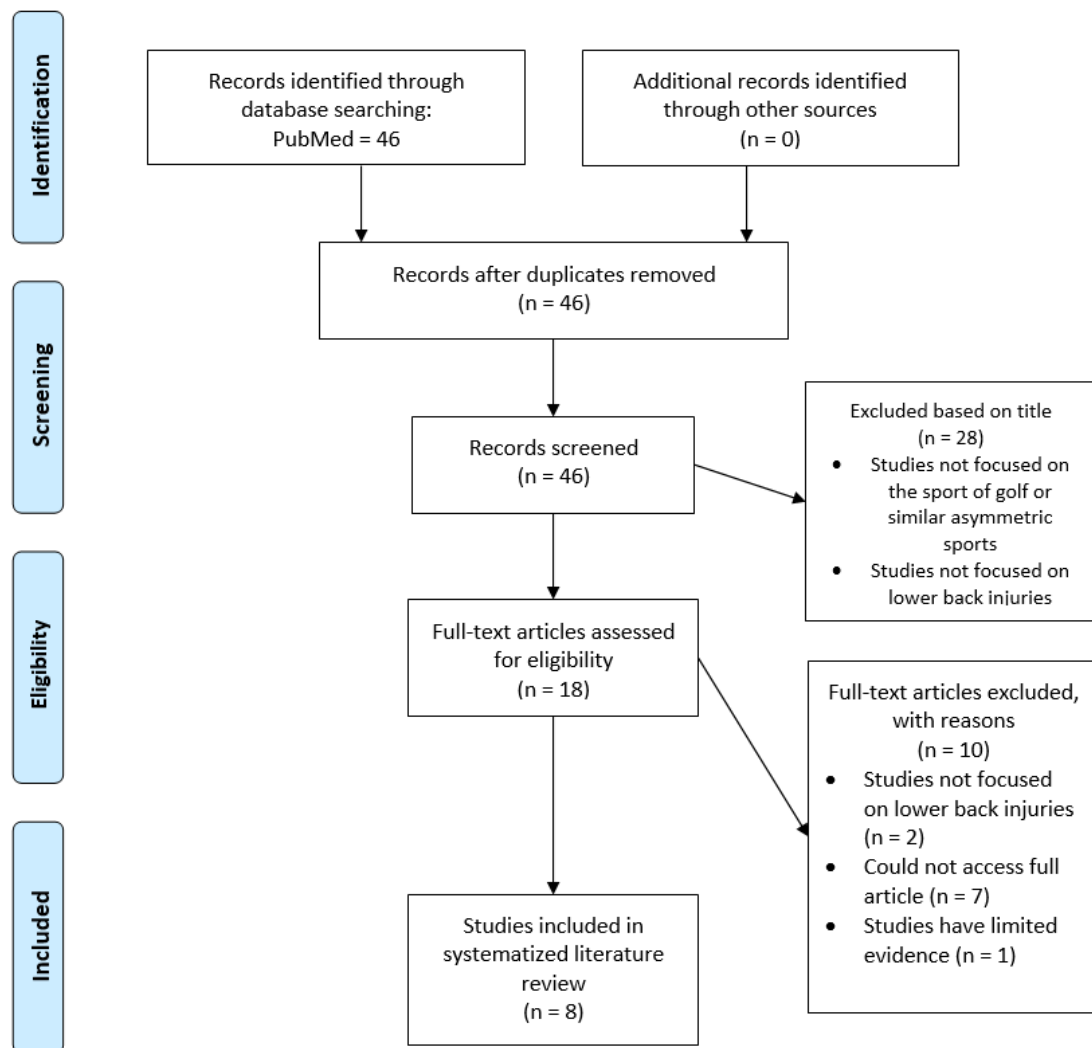 Identification
Records identified through
database searching:
PubMed = 46
Additional records identified
through other sources
(n = 0)
Records after duplicates removed
(n = 46)
Screening
Records screened
(n = 46)
Excluded based on title
(n = 28)
• Studies not focused on
the sport of golf or
similar asymmetric
sports
• Studies not focused on
lower back injuries
Eligibility
Full-text articles assessed
for eligibility
(n = 18)
Full-text articles excluded,
with reasons
(n = 10)
• Studies not focused
on lower back injuries
(n = 2)
• Could not access full
article (n = 7)
• Studies have limited
evidence (n = 1)
Included
Studies included in
systematized literature
review
(n = 8)